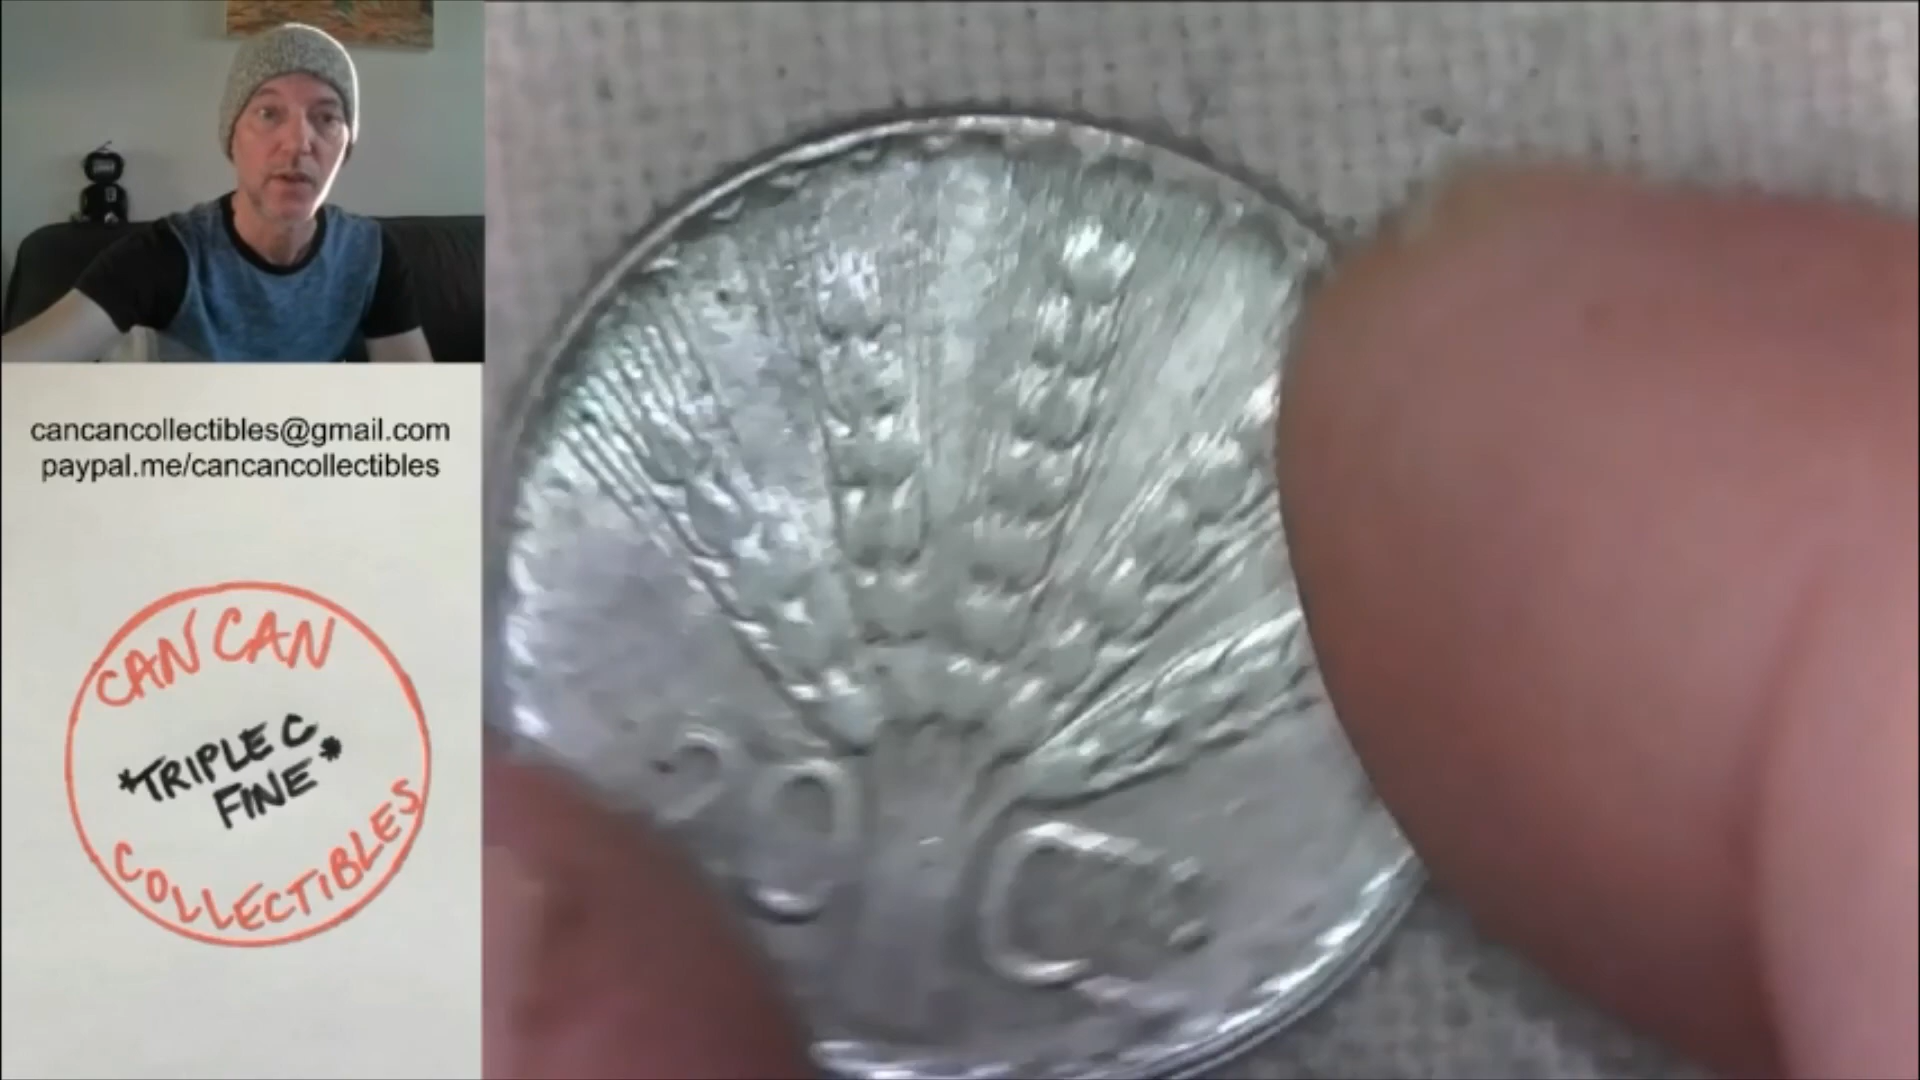 cancancollectibles@gmail.com
paypal.me/cancancollectibles
CAN CAN
*TRIPLE C
FINE*
COLLECTIBLES